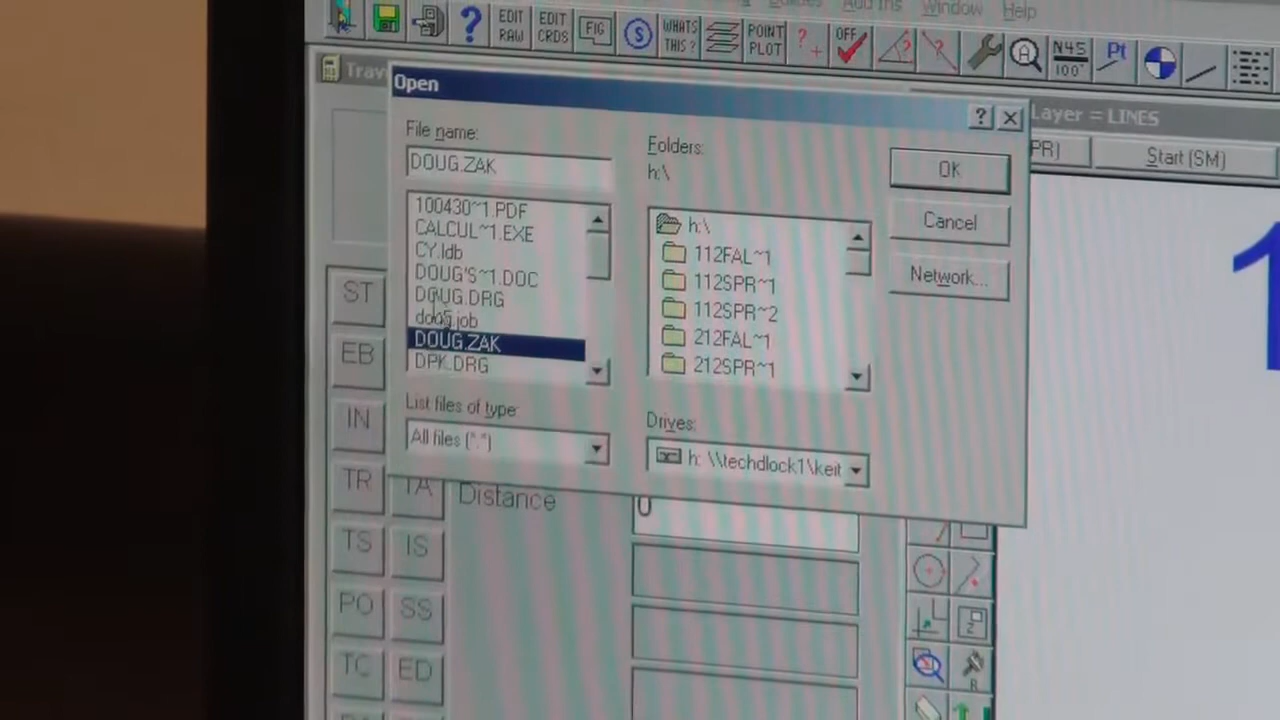 Add Ins Window Help
EDIT RAW
EDIT CRDS
FIG
WHATS THIS ?
POINT PLOT
OFF
N45 100'
Pt
Trav
Open
Layer = LINES
File name:
DOUG.ZAK
Folders:
h:\
OK
PR)
Start (SM)
100430~1.PDF
CALCUL~1.EXE
CY.ldb
DOUG'S~1.DOC
DOUG.DRG
doug.job
DOUG.ZAK
DPK.DRG
h:\
112FAL~1
112SPR~1
112SPR~2
212FAL~1
212SPR~1
Cancel
Network...
List files of type:
All files (*.*)
Drives:
h: \\techdlock1\keit
ST
EB
IN
TR TA
Distance
0
TS IS
PO SS
TC ED